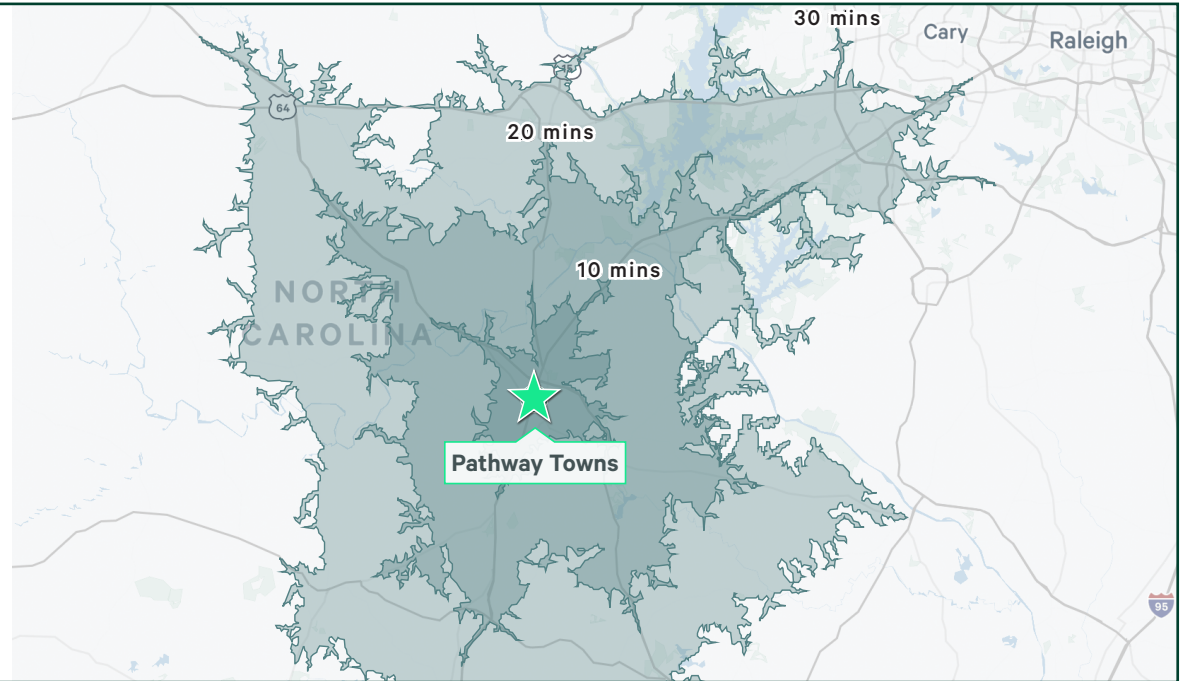 30 mins
Cary
Raleigh
64
20 mins
10 mins
NORTH
CAROLINA
Pathway Towns
95